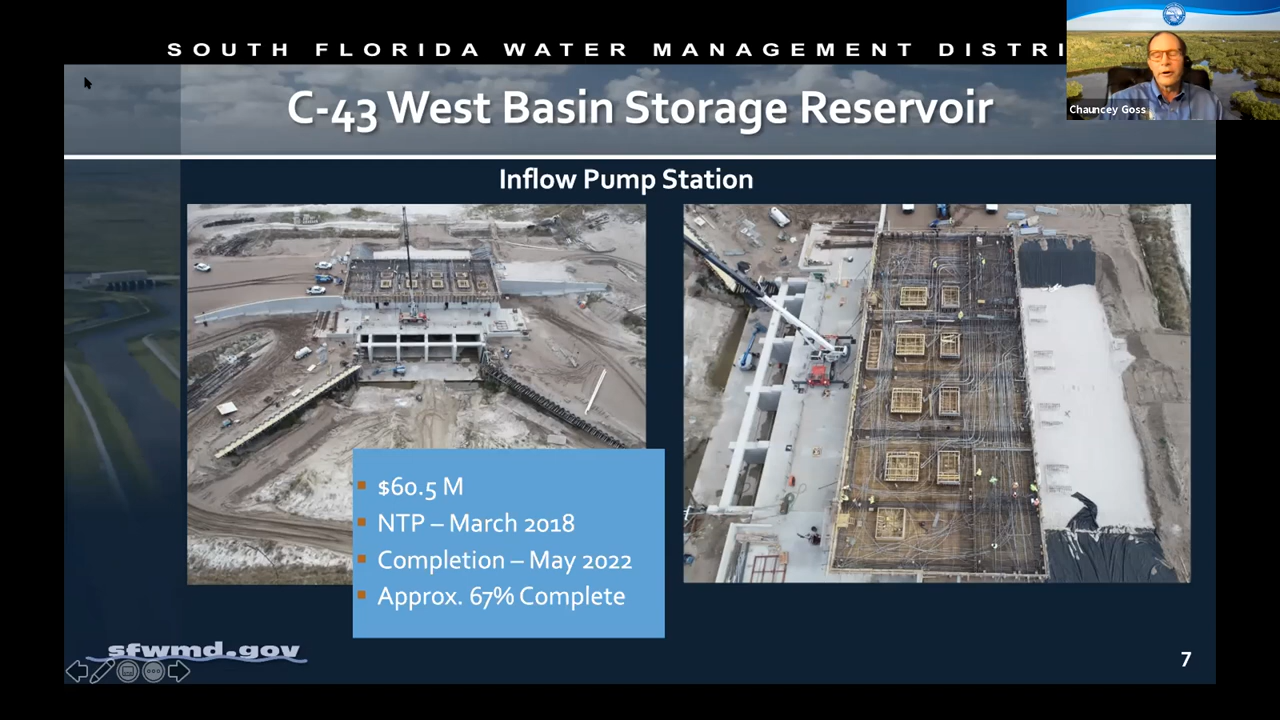 SOUTH FLORIDA WATER MANAGEMENT DISTRI
Chauncey Goss
C-43 West Basin Storage Reservoir
Inflow Pump Station
$60.5 M
NTP – March 2018
Completion – May 2022
Approx. 67% Complete
sfwmd.gov
7